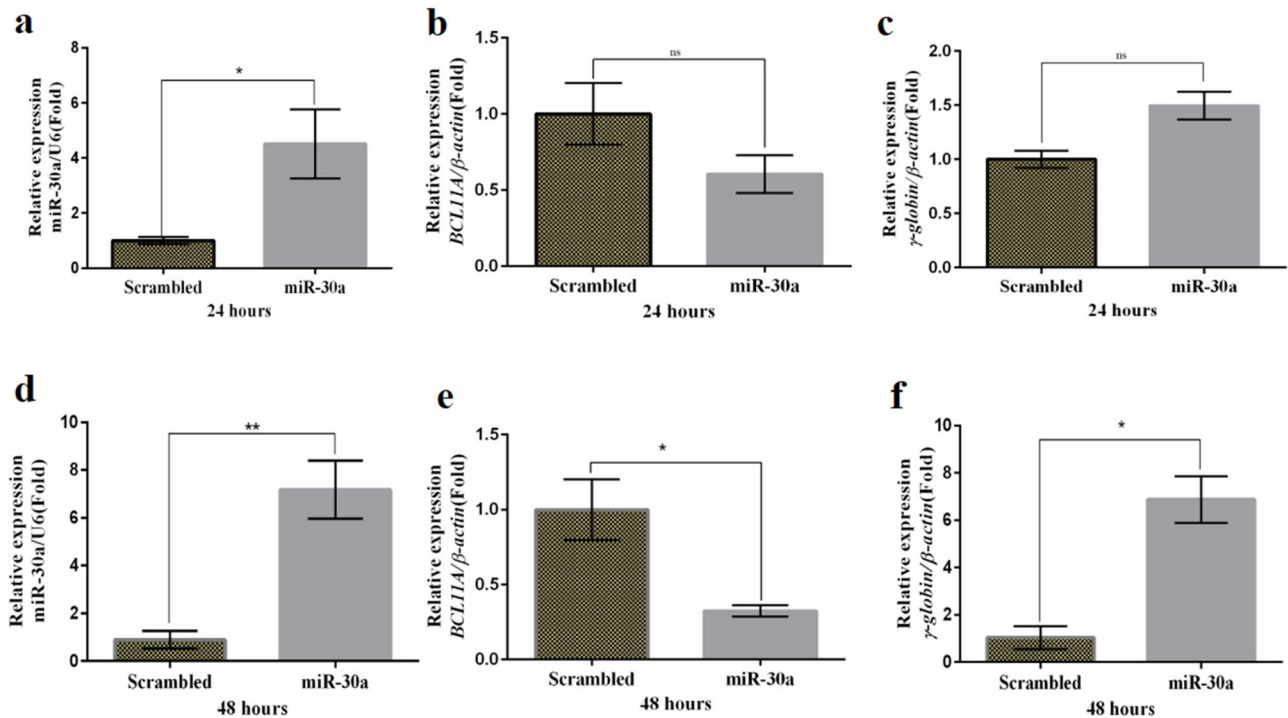 a
Relative expression
miR-30a/U6(Fold)
8
6
4
2
0
*
Scrambled
miR-30a
24 hours
b
Relative expression
BCL11A/β-actin(Fold)
1.5
1.0
0.5
0.0
ns
Scrambled
miR-30a
24 hours
c
Relative expression
γ-globin/β-actin(Fold)
2.0
1.5
1.0
0.5
0.0
ns
Scrambled
miR-30a
24 hours
d
Relative expression
miR-30a/U6(Fold)
10
8
6
4
2
0
**
Scrambled
miR-30a
48 hours
e
Relative expression
BCL11A/β-actin(Fold)
1.5
1.0
0.5
0.0
*
Scrambled
miR-30a
48 hours
f
Relative expression
γ-globin/β-actin(Fold)
10
8
6
4
2
0
*
Scrambled
miR-30a
48 hours